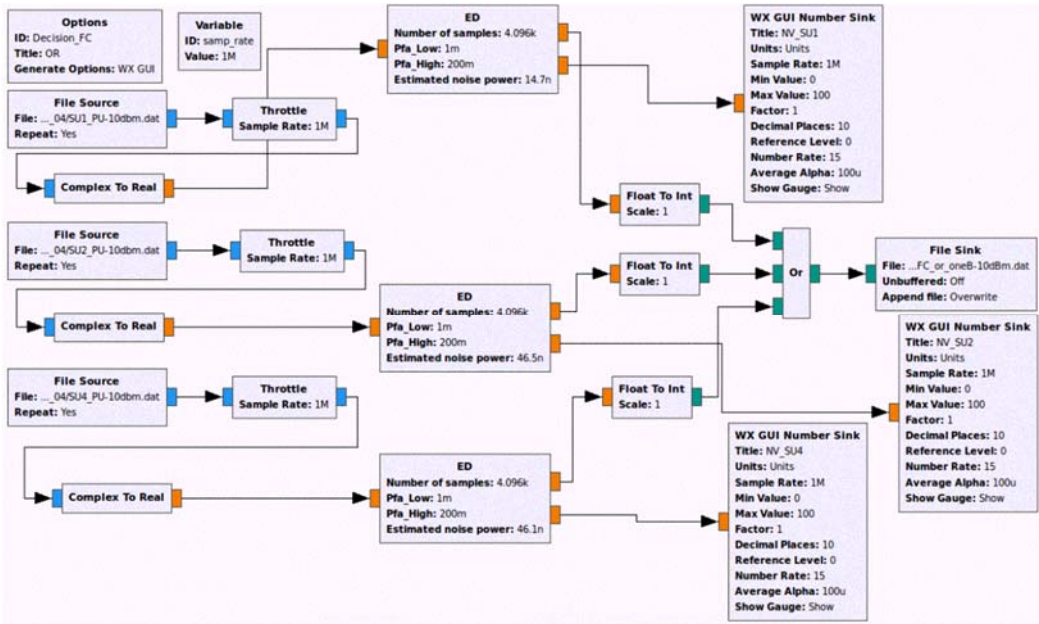 Options
ID: Decision_FC
Title: OR
Generate Options: WX GUI
Variable
ID: samp_rate
Value: 1M
ED
Number of samples: 4.096k
Pfa_Low: 1m
Pfa_High: 200m
Estimated noise power: 14.7n
WX GUI Number Sink
Title: NV_SU1
Units: Units
Sample Rate: 1M
Min Value: 0
Max Value: 100
Factor: 1
Decimal Places: 10
Reference Level: 0
Number Rate: 15
Average Alpha: 100u
Show Gauge: Show
File Source
File: ..._04/SU1_PU-10dbm.dat
Repeat: Yes
Throttle
Sample Rate: 1M
Complex To Real
Float To Int
Scale: 1
File Source
File: ..._04/SU2_PU-10dbm.dat
Repeat: Yes
Throttle
Sample Rate: 1M
Float To Int
Scale: 1
Or
File Sink
File: ...FC_or_oneB-10dBm.dat
Unbuffered: Off
Append file: Overwrite
Complex To Real
ED
Number of samples: 4.096k
Pfa_Low: 1m
Pfa_High: 200m
Estimated noise power: 46.5n
WX GUI Number Sink
Title: NV_SU2
Units: Units
Sample Rate: 1M
Min Value: 0
Max Value: 100
Factor: 1
Decimal Places: 10
Reference Level: 0
Number Rate: 15
Average Alpha: 100u
Show Gauge: Show
File Source
File: ..._04/SU4_PU-10dbm.dat
Repeat: Yes
Throttle
Sample Rate: 1M
Float To Int
Scale: 1
Complex To Real
ED
Number of samples: 4.096k
Pfa_Low: 1m
Pfa_High: 200m
Estimated noise power: 46.1n
WX GUI Number Sink
Title: NV_SU4
Units: Units
Sample Rate: 1M
Min Value: 0
Max Value: 100
Factor: 1
Decimal Places: 10
Reference Level: 0
Number Rate: 15
Average Alpha: 100u
Show Gauge: Show